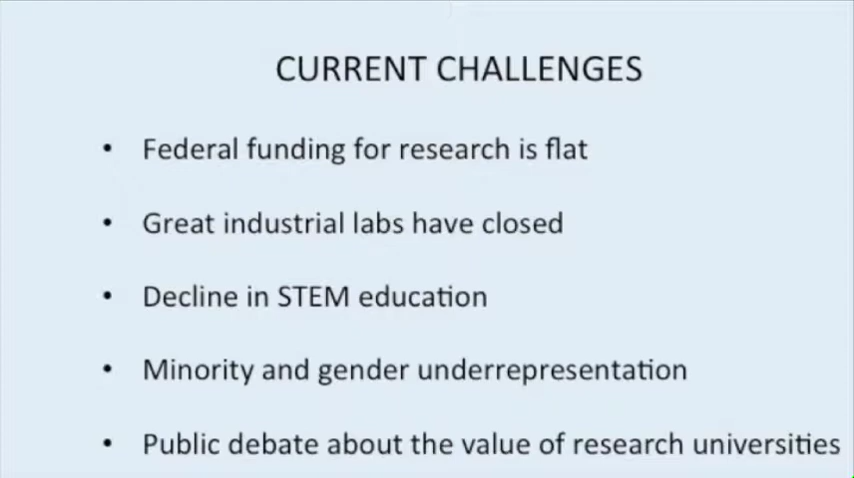 CURRENT CHALLENGES
• Federal funding for research is flat
• Great industrial labs have closed
• Decline in STEM education
• Minority and gender underrepresentation
• Public debate about the value of research universities